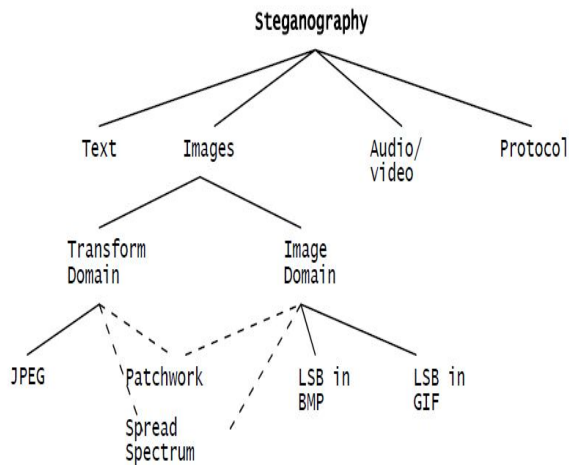 Steganography
Text Images Audio/ Protocol
video
Transform Image
Domain Domain
JPEG Patchwork LSB in LSB in
BMP GIF
Spread
Spectrum